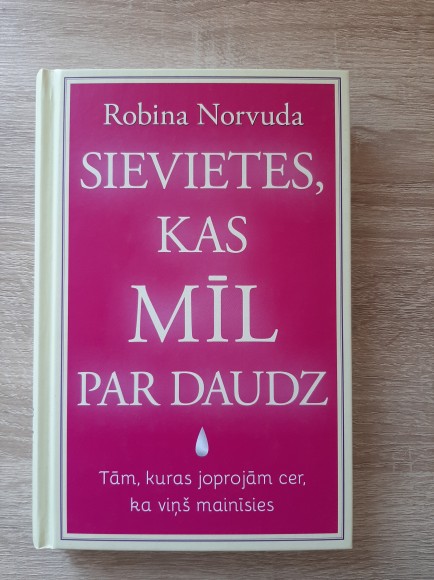 Robina Norvuda
SIEVIETES,
KAS
MĪL
PAR DAUDZ
Tām, kuras joprojām cer,
ka viņš mainīsies